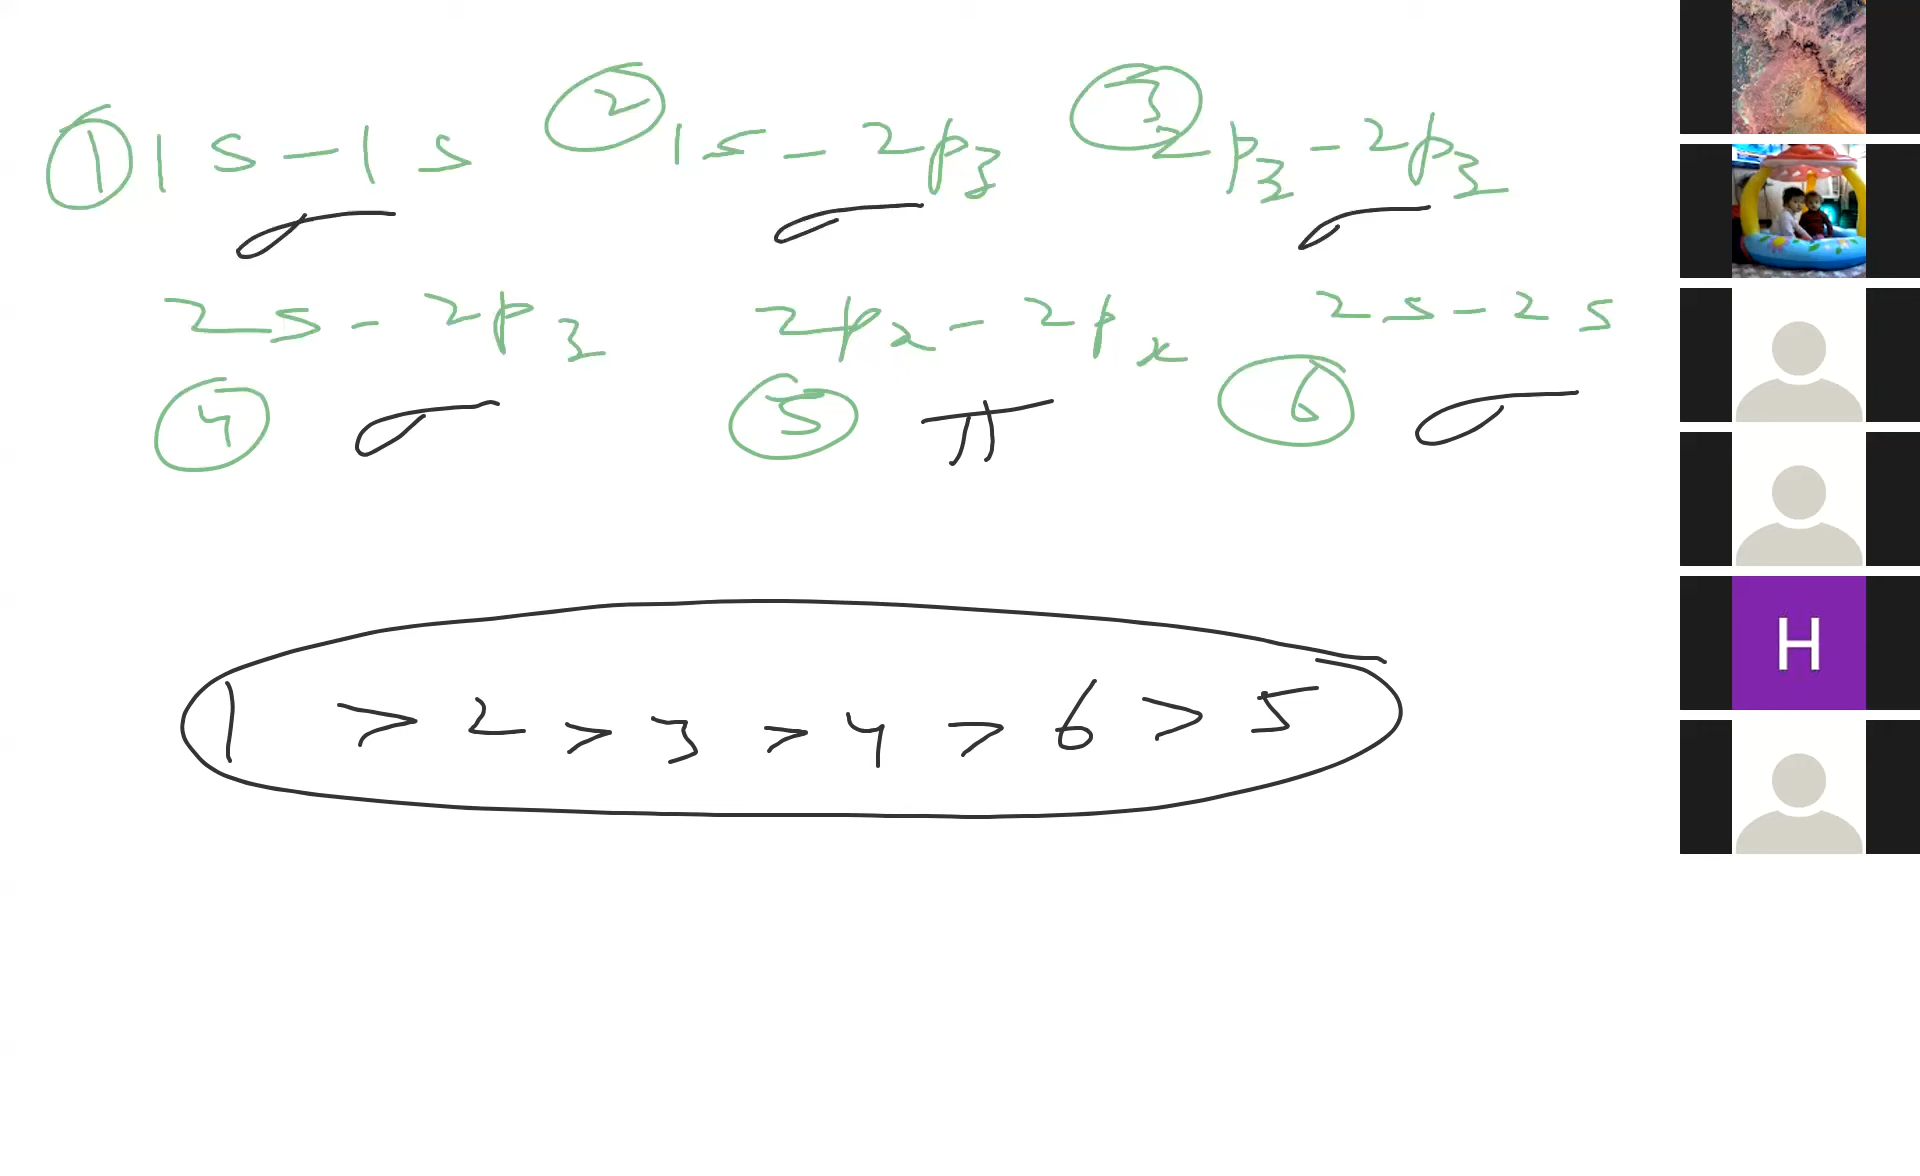 ① 1s-1s ② 1s-2p₃ ③ 2p₃-2p₃
σ σ σ
2s-2p₃ 2pₓ-2pₓ 2s-2s
④ σ ⑤ π ⑥ σ
1 > 2 > 3 > 4 > 6 > 5
H